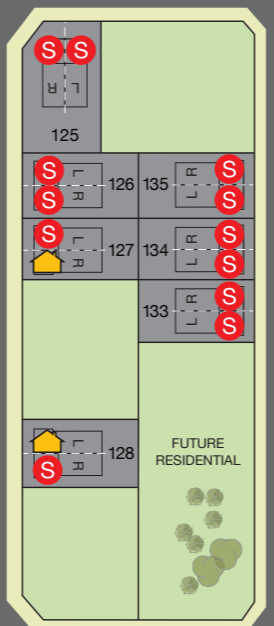 S S
R L
125
S L 126 135 R S
S R L S
S L 127 134 R S
R L S
133 R S
L S
L 128
S R
FUTURE
RESIDENTIAL